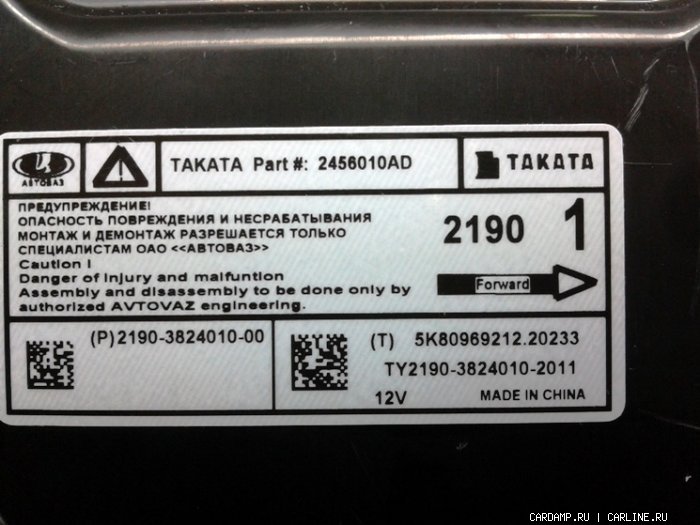 АВТОВАЗ
TAKATA Part #: 2456010AD
TAKATA
ПРЕДУПРЕЖДЕНИЕ!
ОПАСНОСТЬ ПОВРЕЖДЕНИЯ И НЕСРАБАТЫВАНИЯ
МОНТАЖ И ДЕМОНТАЖ РАЗРЕШАЕТСЯ ТОЛЬКО
СПЕЦИАЛИСТАМ ОАО <<АВТОВАЗ>>
Caution !
Danger of injury and malfuntion
Assembly and disassembly to be done only by
authorized AVTOVAZ engineering.
2190 1
Forward
(P)2190-3824010-00
(T) 5K80969212.20233
TY2190-3824010-2011
12V MADE IN CHINA
CARDAMP.RU | CARLINE.RU